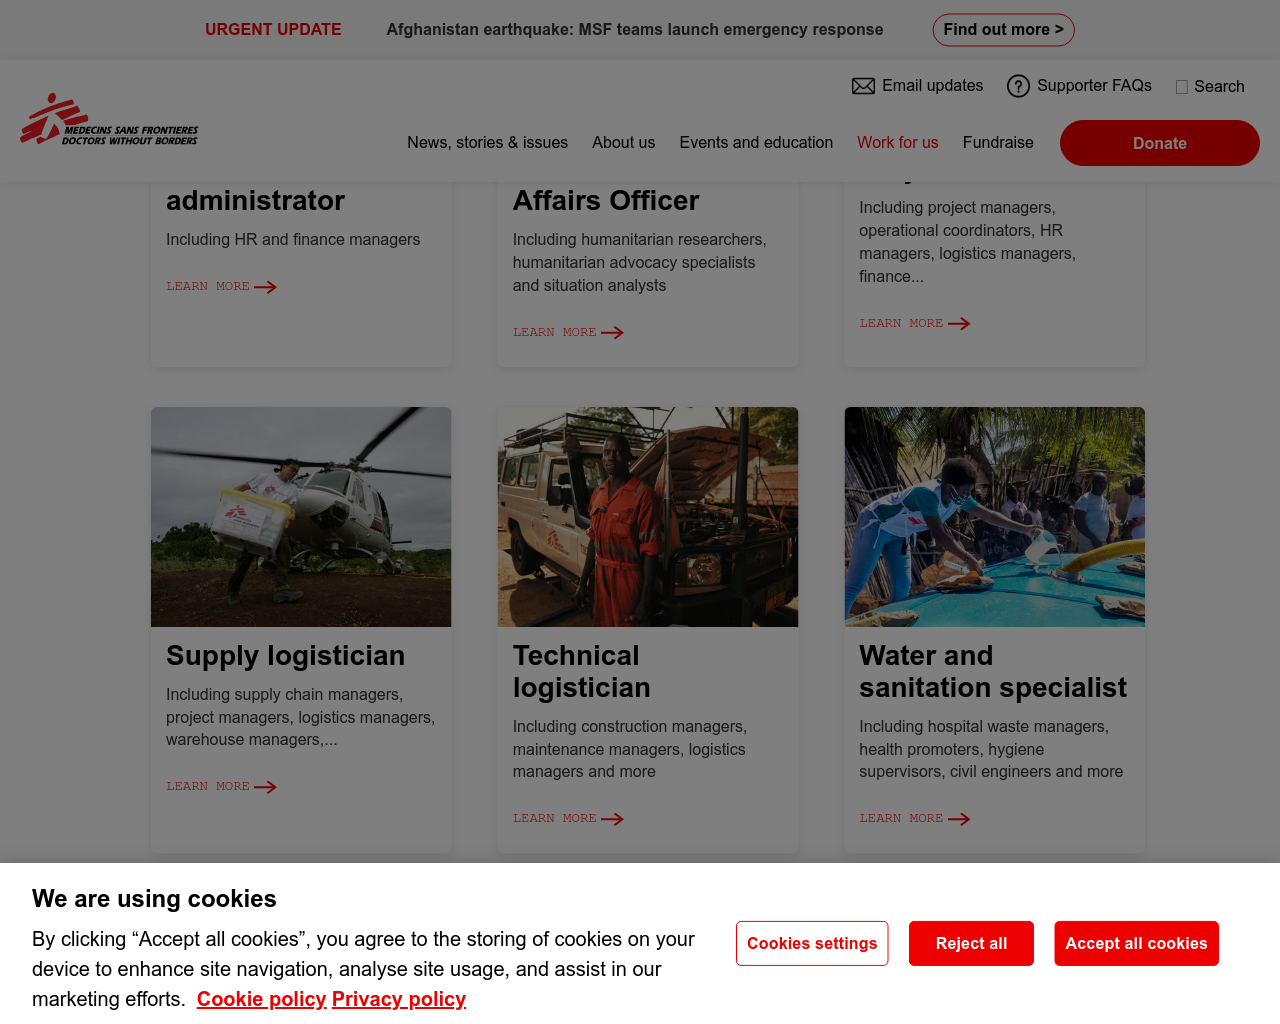 URGENT UPDATE
Afghanistan earthquake: MSF teams launch emergency response
Find out more >
Email updates
Supporter FAQs
Search
MEDECINS SANS FRONTIERES
DOCTORS WITHOUT BORDERS
News, stories & issues
About us
Events and education
Work for us
Fundraise
Donate
administrator
Including HR and finance managers
LEARN MORE
Affairs Officer
Including humanitarian researchers,
humanitarian advocacy specialists
and situation analysts
LEARN MORE
Including project managers,
operational coordinators, HR
managers, logistics managers,
finance...
LEARN MORE
Supply logistician
Including supply chain managers,
project managers, logistics managers,
warehouse managers,...
LEARN MORE
Technical
logistician
Including construction managers,
maintenance managers, logistics
managers and more
LEARN MORE
Water and
sanitation specialist
Including hospital waste managers,
health promoters, hygiene
supervisors, civil engineers and more
LEARN MORE
We are using cookies
By clicking “Accept all cookies”, you agree to the storing of cookies on your
device to enhance site navigation, analyse site usage, and assist in our
marketing efforts. Cookie policy Privacy policy
Cookies settings
Reject all
Accept all cookies